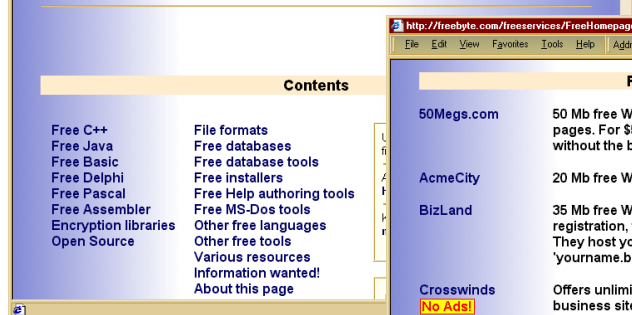 Contents
Free C++
Free Java
Free Basic
Free Delphi
Free Pascal
Free Assembler
Encryption libraries
Open Source
File formats
Free databases
Free database tools
Free installers
Free Help authoring tools
Free MS-Dos tools
Other free languages
Other free tools
Various resources
Information wanted!
About this page
http://freebyte.com/freeservices/FreeHomepage
File Edit View Favorites Tools Help
50Megs.com
50 Mb free W
pages. For $
without the b
AcmeCity
20 Mb free W
BizLand
35 Mb free W
registration,
They host yo
'yourname.b
Crosswinds
No Ads!
Offers unlimi
business site